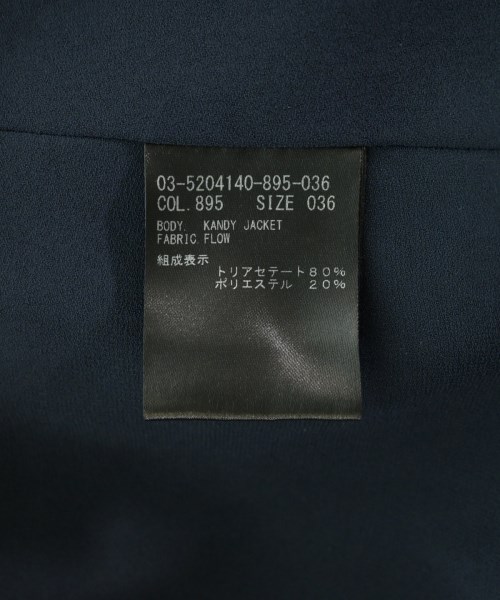 03-5204140-895-036
COL. 895 SIZE 036
BODY. KANDY JACKET
FABRIC.FLOW
組成表示
トリアセテート80%
ポリエステル 20%